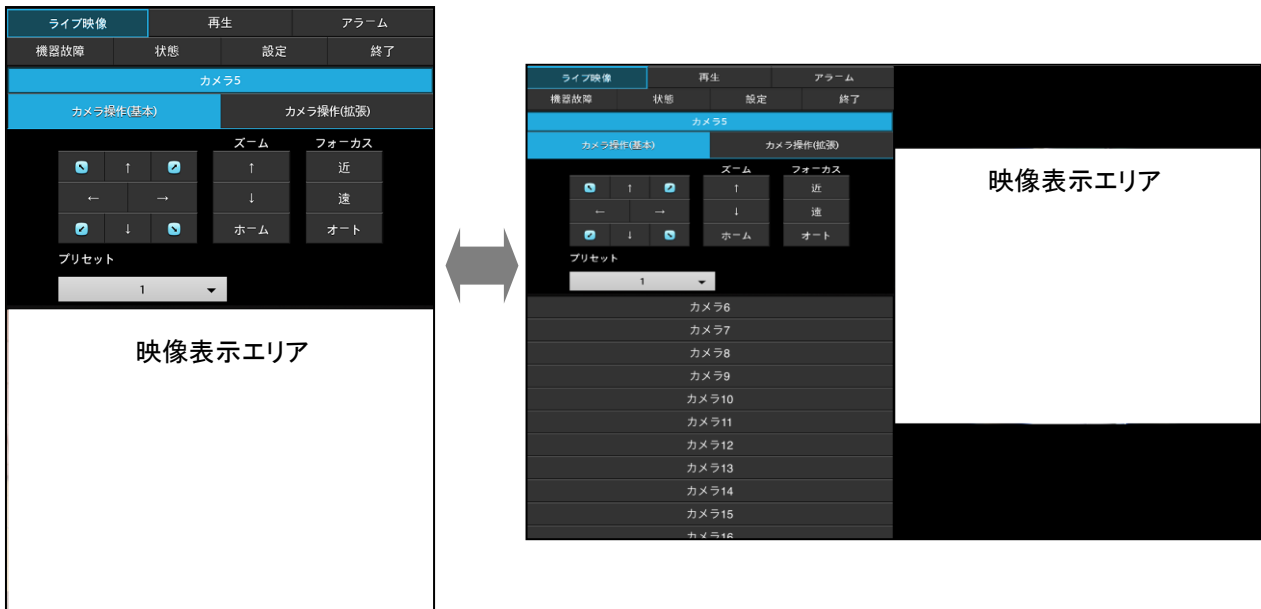 ライブ映像 再生 アラーム
機器故障 状態 設定 終了
カメラ5
カメラ操作(基本) カメラ操作(拡張)
ズーム フォーカス
↑ ↑ 近
← → ↓ 遠
↓ ホーム オート
プリセット
1
映像表示エリア
ライブ映像 再生 アラーム
機器故障 状態 設定 終了
カメラ5
カメラ操作(基本) カメラ操作(拡張)
ズーム フォーカス
↑ ↑ 近
← → ↓ 遠
↓ ホーム オート
プリセット
1
カメラ6
カメラ7
カメラ8
カメラ9
カメラ10
カメラ11
カメラ12
カメラ13
カメラ14
カメラ15
カメラ16
映像表示エリア